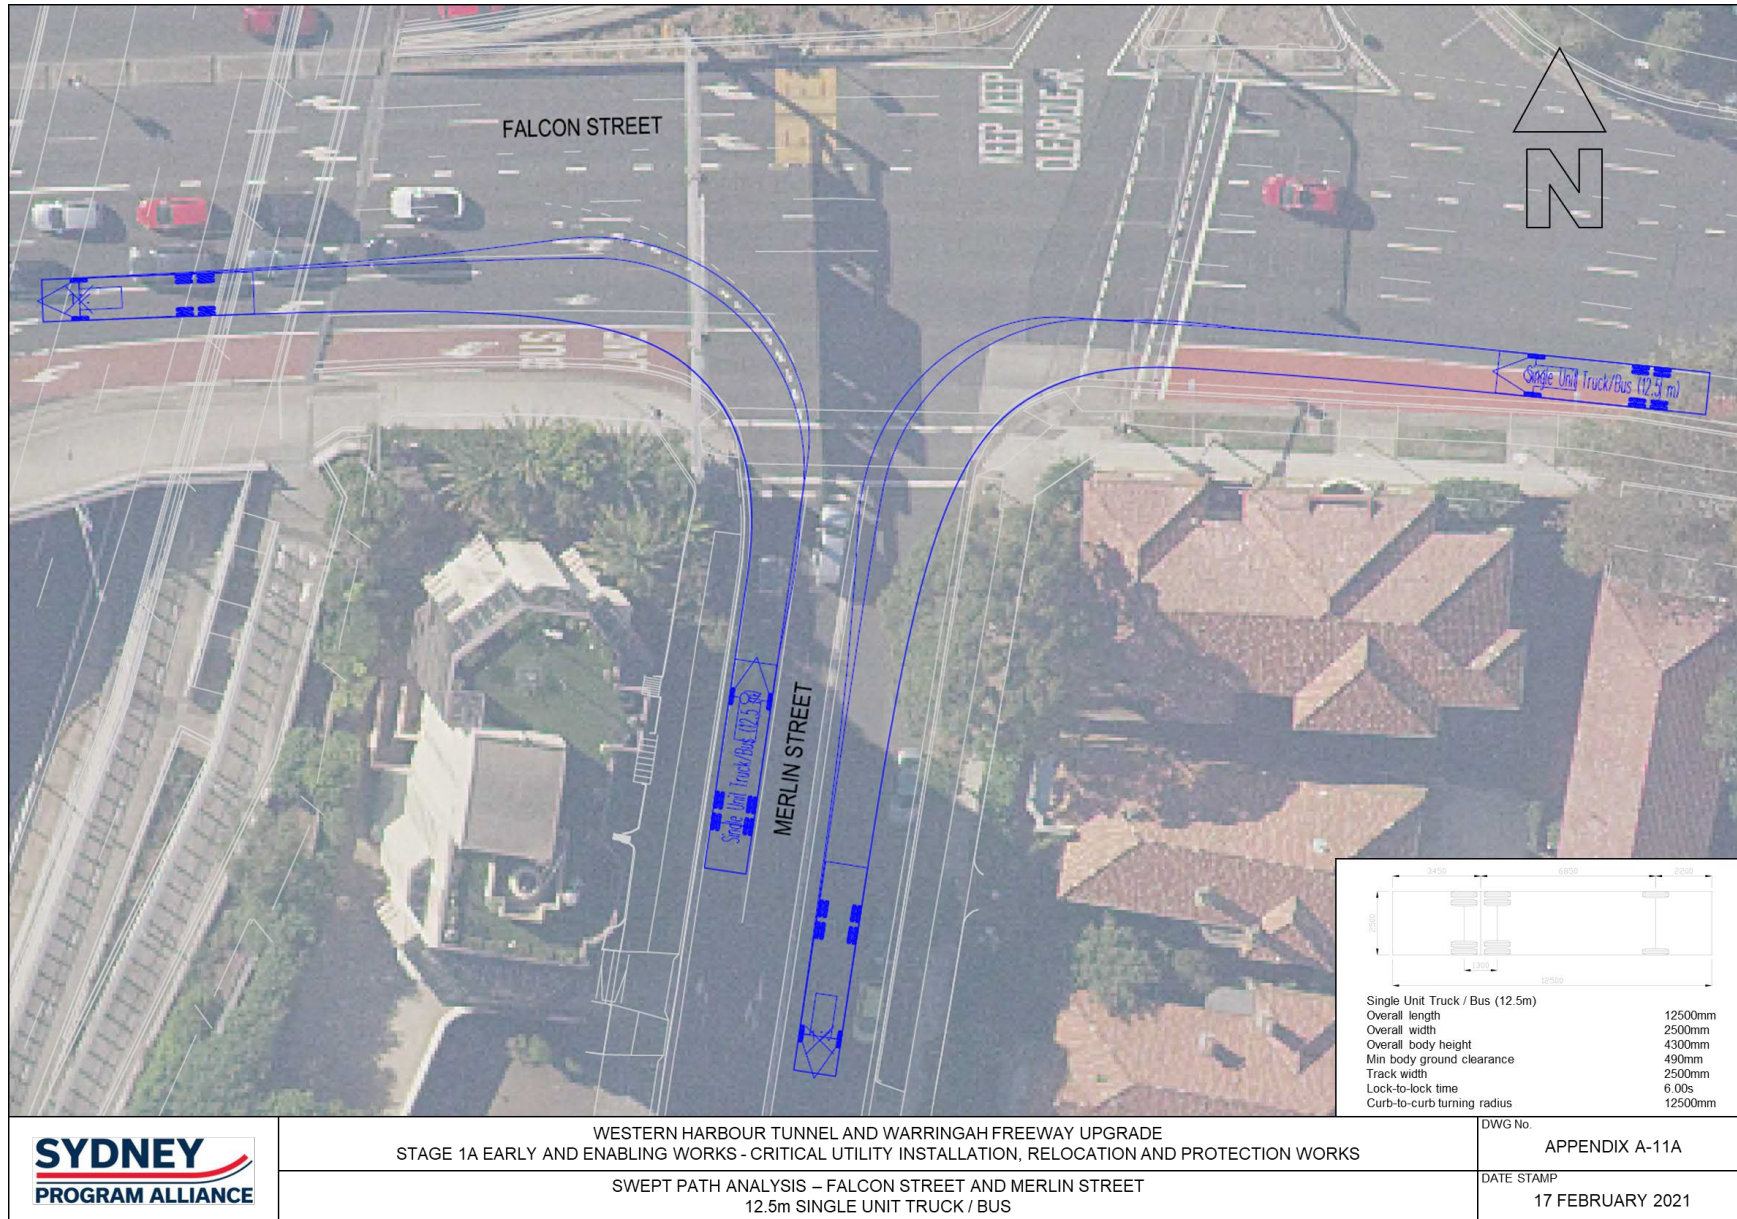 FALCON STREET
KEEP
CLEAR
N
BUS
Single Unit Truck/Bus (12.5 m)
Single Unit Truck/Bus (12.5 m)
MERLIN STREET
3450 6850 2200
2500
1300
12500
Single Unit Truck / Bus (12.5m)
Overall length 12500mm
Overall width 2500mm
Overall body height 4300mm
Min body ground clearance 490mm
Track width 2500mm
Lock-to-lock time 6.00s
Curb-to-curb turning radius 12500mm
SYDNEY
PROGRAM ALLIANCE
WESTERN HARBOUR TUNNEL AND WARRINGAH FREEWAY UPGRADE
STAGE 1A EARLY AND ENABLING WORKS - CRITICAL UTILITY INSTALLATION, RELOCATION AND PROTECTION WORKS
SWEPT PATH ANALYSIS – FALCON STREET AND MERLIN STREET
12.5m SINGLE UNIT TRUCK / BUS
DWG No.
APPENDIX A-11A
DATE STAMP
17 FEBRUARY 2021